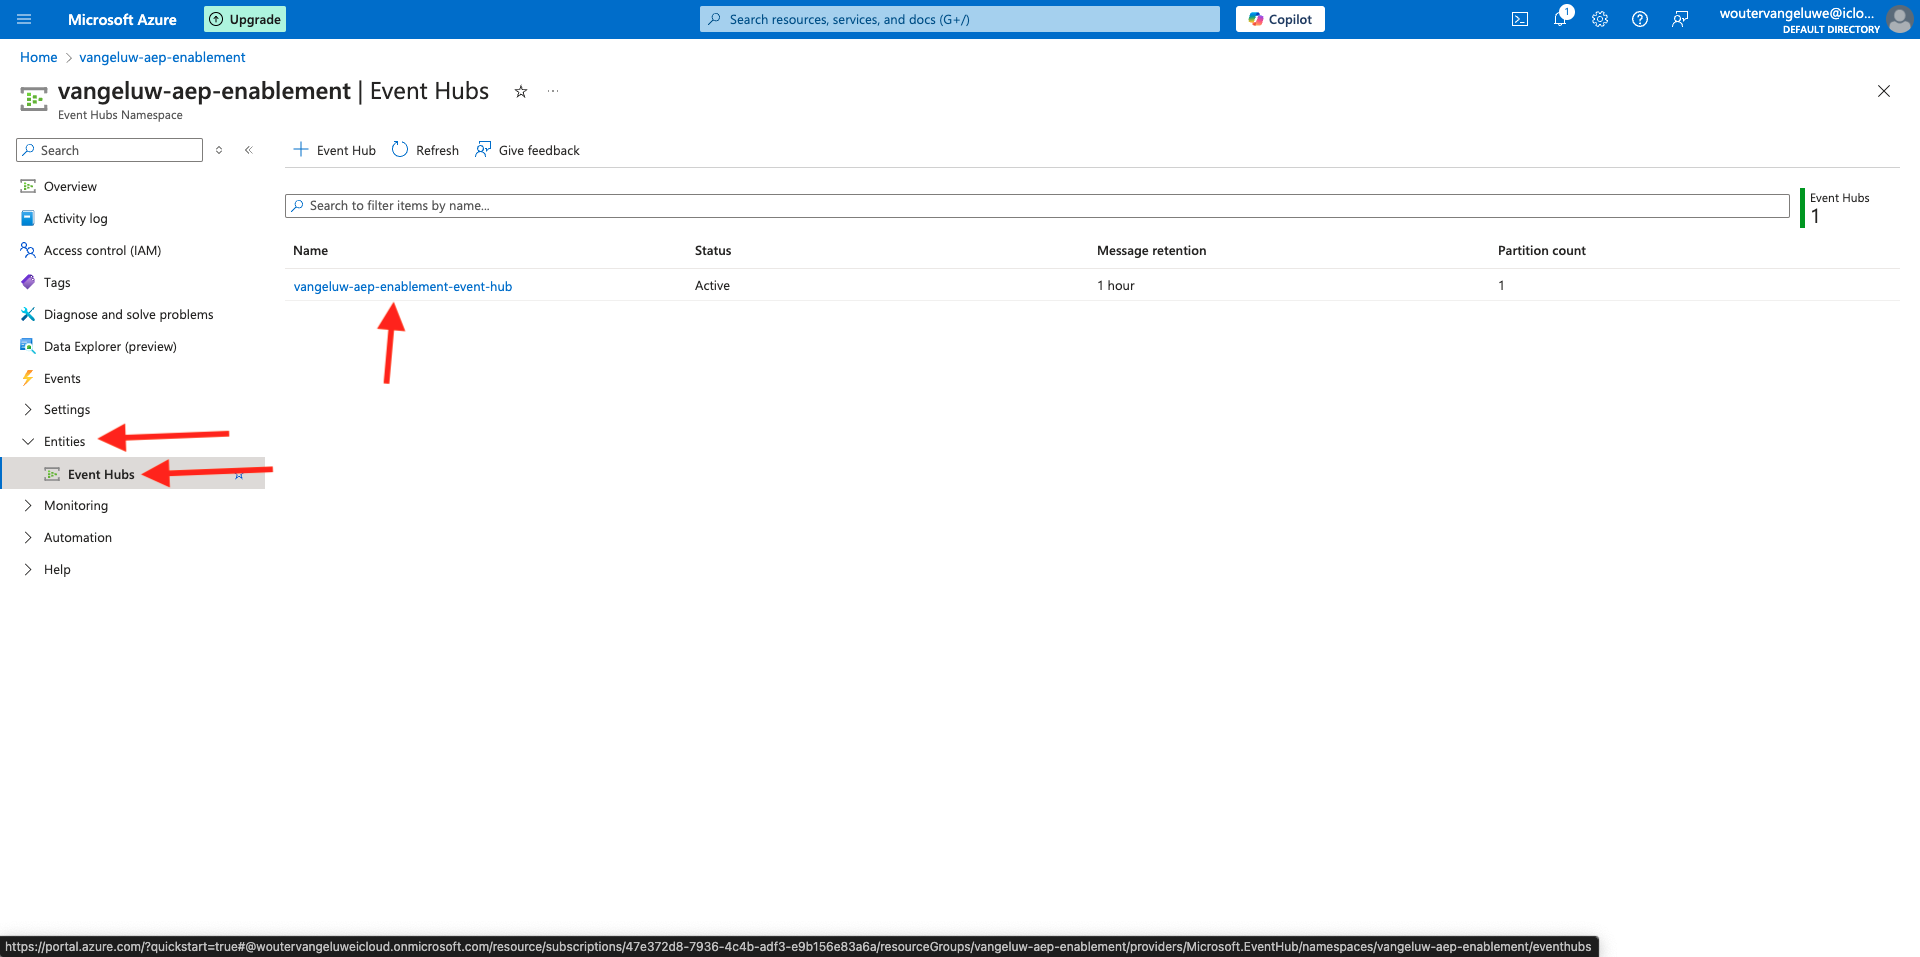 Microsoft Azure
Upgrade
Search resources, services, and docs (G+/)
Copilot
1
woutervangeluwe@iclo...
DEFAULT DIRECTORY
Home > vangeluw-aep-enablement
vangeluw-aep-enablement | Event Hubs
Event Hubs Namespace
Search
Overview
Activity log
Access control (IAM)
Tags
Diagnose and solve problems
Data Explorer (preview)
Events
Settings
Entities
Event Hubs
Monitoring
Automation
Help
Event Hub
Refresh
Give feedback
Search to filter items by name...
Event Hubs
1
Name Status Message retention Partition count
vangeluw-aep-enablement-event-hub Active 1 hour 1
https://portal.azure.com/?quickstart=true#@woutervangeluweicloud.onmicrosoft.com/resource/subscriptions/47e372d8-7936-4c4b-adf3-e9b156e83a6a/resourceGroups/vangeluw-aep-enablement/providers/Microsoft.EventHub/namespaces/vangeluw-aep-enablement/eventhubs